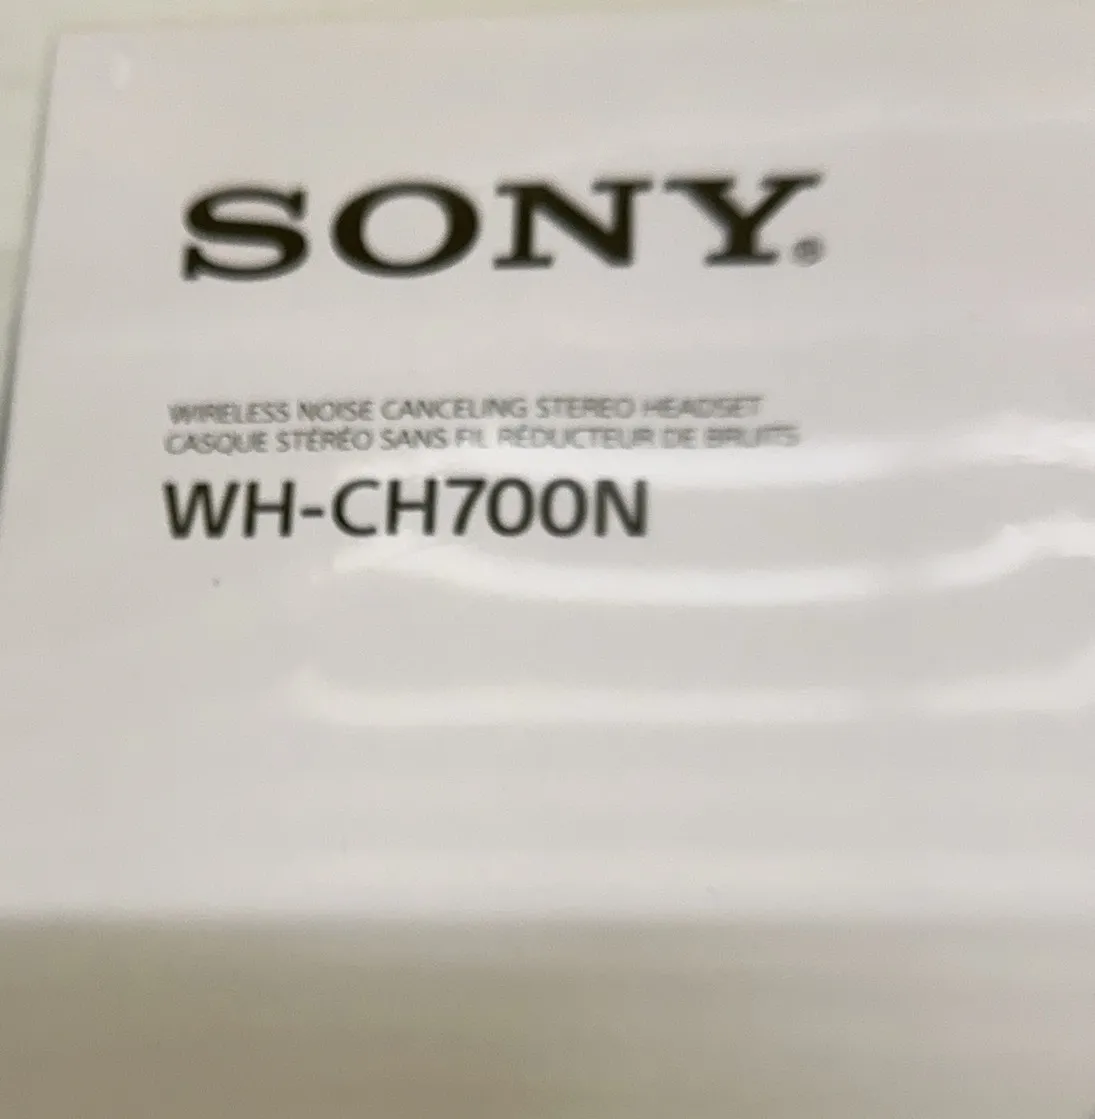 SONY®
WIRELESS NOISE CANCELING STEREO HEADSET
CASQUE STÉRÉO SANS FIL RÉDUCTEUR DE BRUITS
WH-CH700N